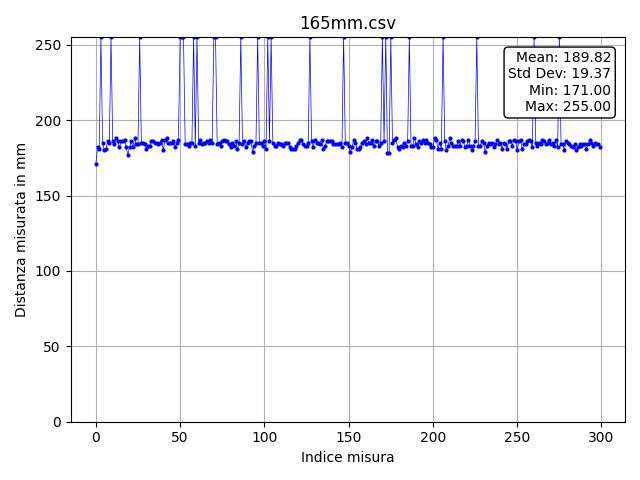 165mm.csv
250
200
150
100
50
0
Distanza misurata in mm
Mean: 189.82
Std Dev: 19.37
Min: 171.00
Max: 255.00
0 50 100 150 200 250 300
Indice misura